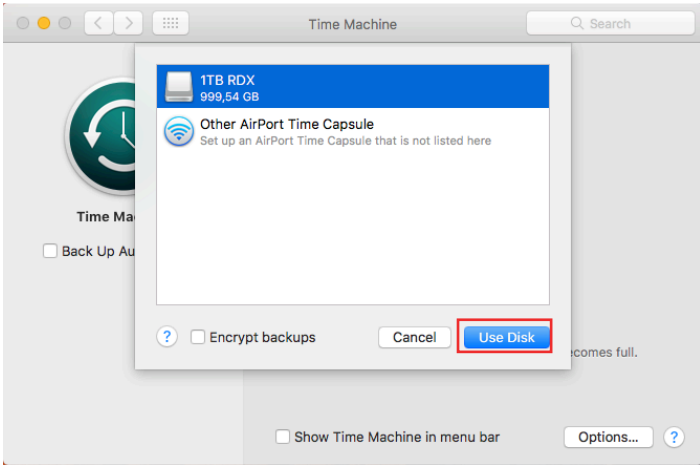 Time Machine
Search
1TB RDX
999,54 GB
Other AirPort Time Capsule
Set up an AirPort Time Capsule that is not listed here
Time Ma
Back Up Au
? Encrypt backups
Cancel
Use Disk
ecomes full.
Show Time Machine in menu bar
Options...
?